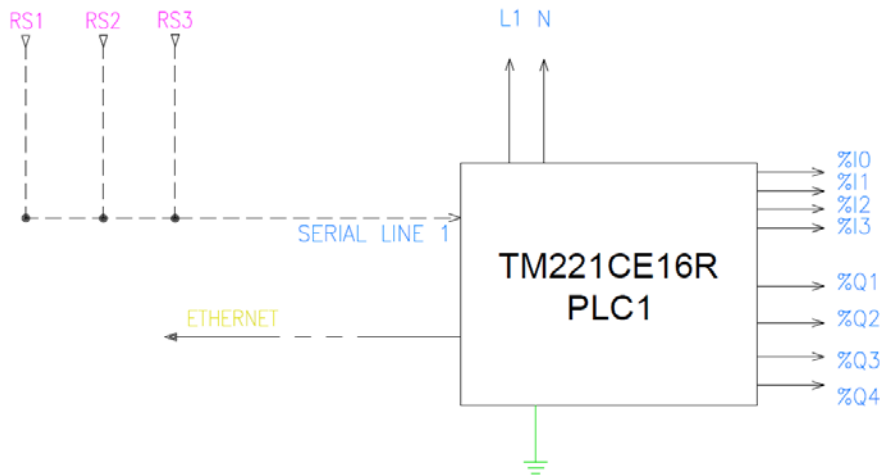 RS1 RS2 RS3
L1 N
%I0
%I1
%I2
%I3
SERIAL LINE 1
TM221CE16R
PLC1
%Q1
ETHERNET
%Q2
%Q3
%Q4